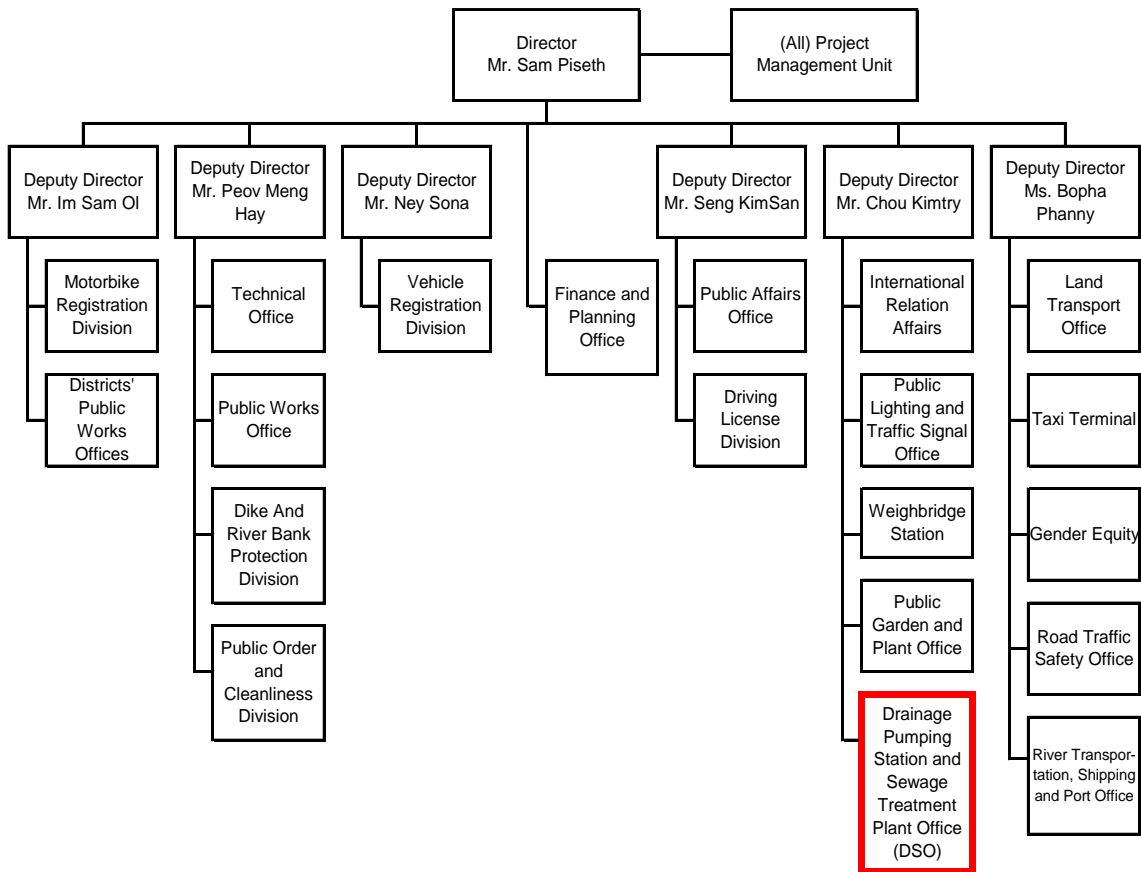 Director
Mr. Sam Piseth
(All) Project
Management Unit
Deputy Director
Mr. Im Sam Ol
Deputy Director
Mr. Peov Meng
Hay
Deputy Director
Mr. Ney Sona
Deputy Director
Mr. Seng KimSan
Deputy Director
Mr. Chou Kimtry
Deputy Director
Ms. Bopha
Phanny
Motorbike
Registration
Division
Districts'
Public
Works
Offices
Technical
Office
Public Works
Office
Dike And
River Bank
Protection
Division
Public Order
and
Cleanliness
Division
Vehicle
Registration
Division
Finance and
Planning
Office
Public Affairs
Office
Driving
License
Division
International
Relation
Affairs
Public
Lighting and
Traffic Signal
Office
Weighbridge
Station
Public
Garden and
Plant Office
Drainage
Pumping
Station and
Sewage
Treatment
Plant Office
(DSO)
Land
Transport
Office
Taxi Terminal
Gender Equity
Road Traffic
Safety Office
River Transpor-
tation, Shipping
and Port Office